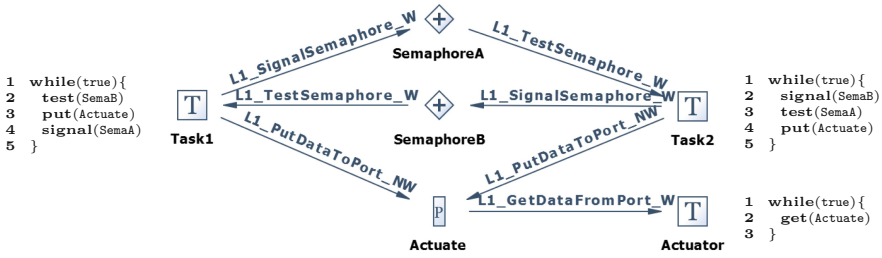 L1_SignalSemaphore_W
L1_TestSemaphore_W
SemaphoreA
1 while(true){
2 test(SemaB)
3 put(Actuate)
4 signal(SemaA)
5 }
T
Task1
L1_TestSemaphore_W
L1_SignalSemaphore_W
SemaphoreB
T
Task2
1 while(true){
2 signal(SemaB)
3 test(SemaA)
4 put(Actuate)
5 }
L1_PutDataToPort_NW
L1_PutDataToPort_NW
P
Actuate
L1_GetDataFromPort_W
T
Actuator
1 while(true){
2 get(Actuate)
3 }